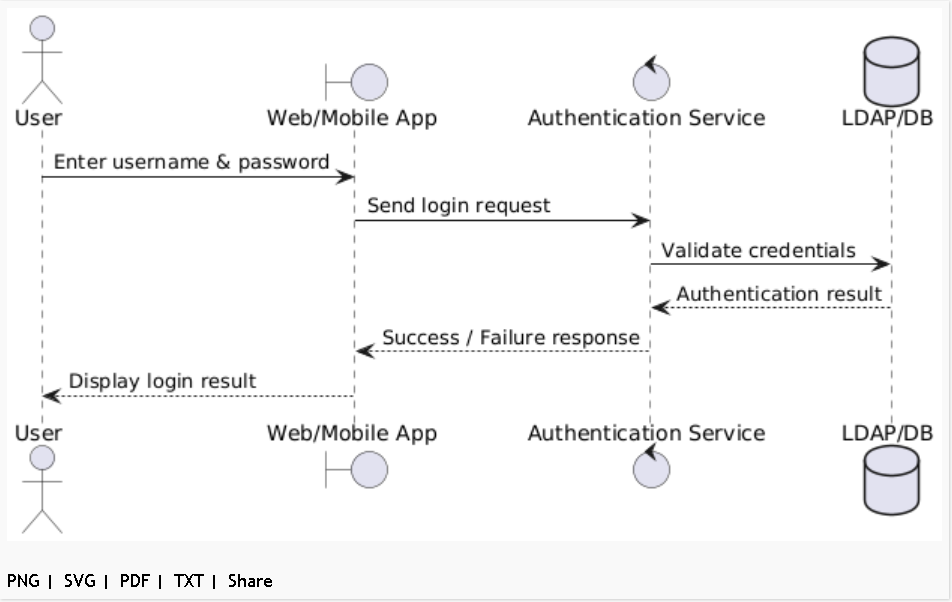 User
Web/Mobile App
Authentication Service
LDAP/DB
Enter username & password
Send login request
Validate credentials
Authentication result
Success / Failure response
Display login result
User
Web/Mobile App
Authentication Service
LDAP/DB
PNG | SVG | PDF | TXT | Share